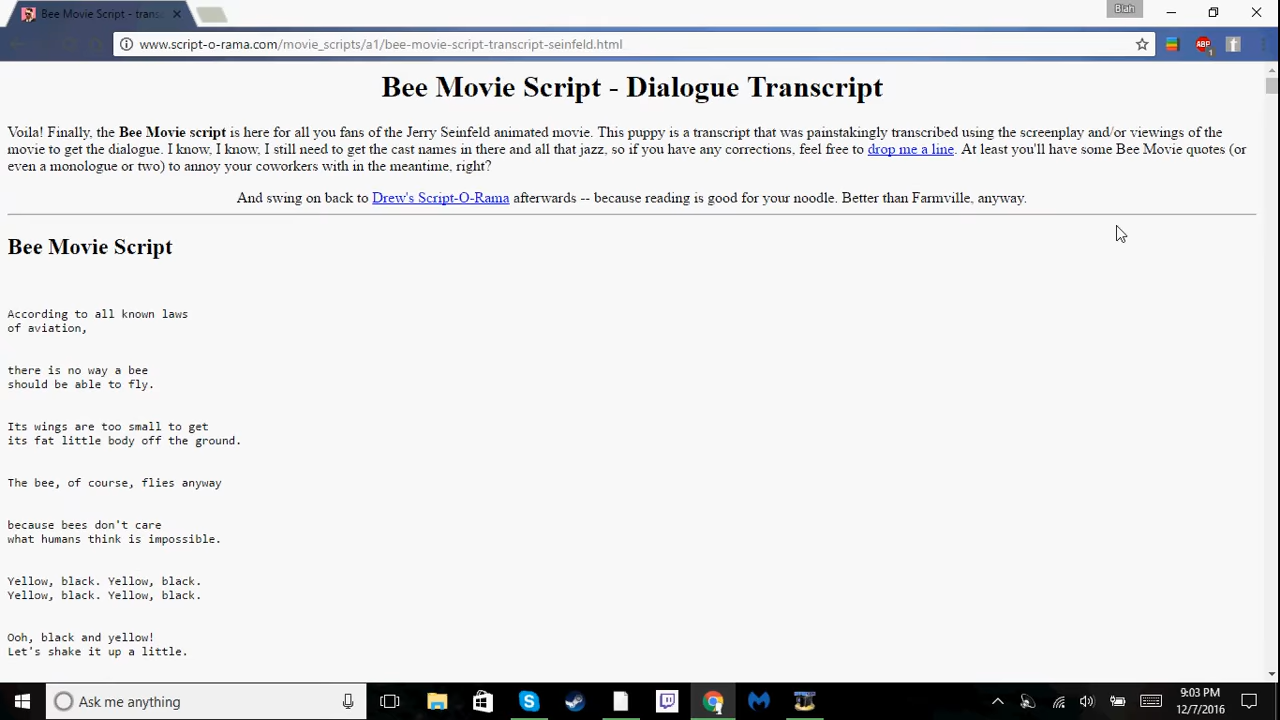 Bee Movie Script - trans
Blah
www.script-o-rama.com/movie_scripts/a1/bee-movie-script-transcript-seinfeld.html
ABP
1
Bee Movie Script - Dialogue Transcript
Voila! Finally, the Bee Movie script is here for all you fans of the Jerry Seinfeld animated movie. This puppy is a transcript that was painstakingly transcribed using the screenplay and/or viewings of the
movie to get the dialogue. I know, I know, I still need to get the cast names in there and all that jazz, so if you have any corrections, feel free to drop me a line. At least you'll have some Bee Movie quotes (or
even a monologue or two) to annoy your coworkers with in the meantime, right?
And swing on back to Drew's Script-O-Rama afterwards -- because reading is good for your noodle. Better than Farmville, anyway.
Bee Movie Script
According to all known laws
of aviation,
there is no way a bee
should be able to fly.
Its wings are too small to get
its fat little body off the ground.
The bee, of course, flies anyway
because bees don't care
what humans think is impossible.
Yellow, black. Yellow, black.
Yellow, black. Yellow, black.
Ooh, black and yellow!
Let's shake it up a little.
Ask me anything
9:03 PM
12/7/2016